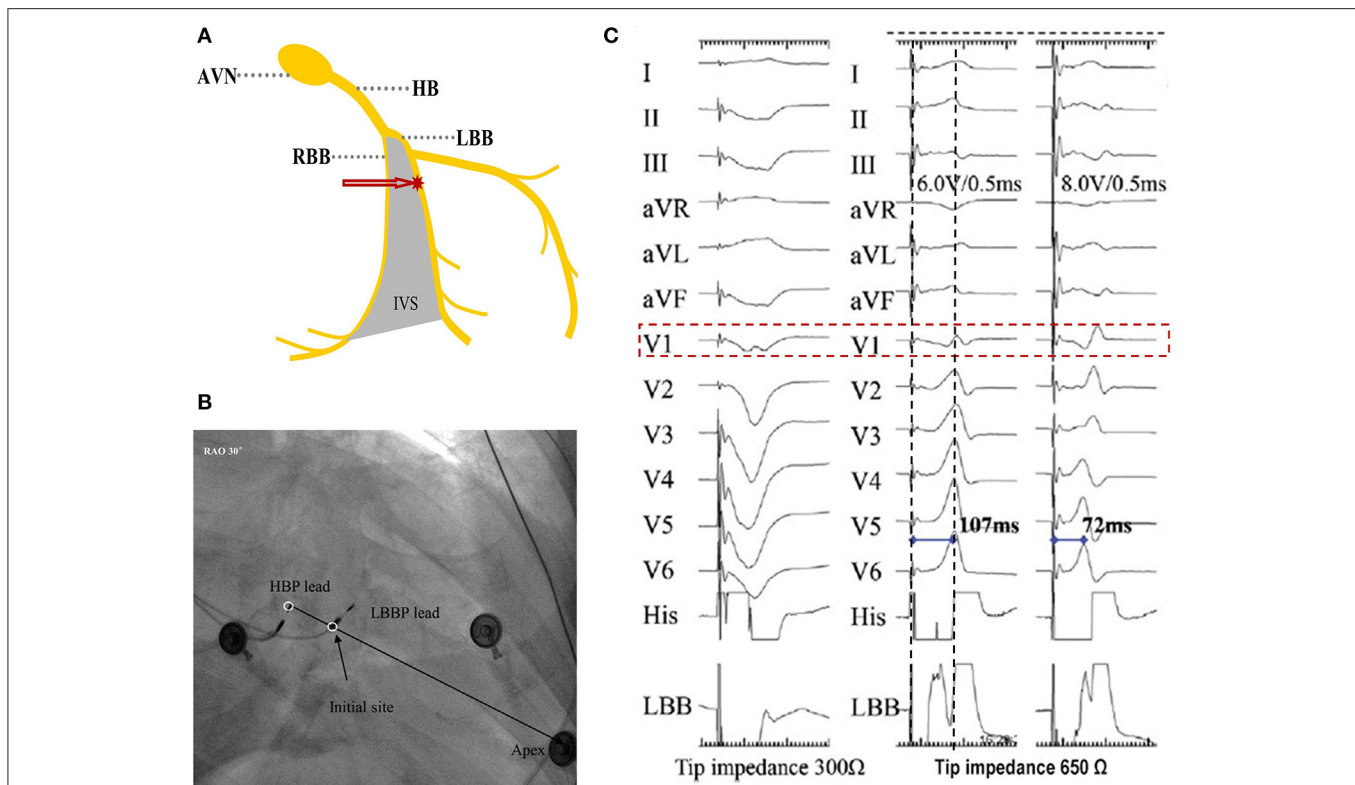 A
AVN
HB
LBB
RBB
IVS
B
RAO 30°
HBP lead
LBBP lead
Initial site
Apex
C
I
II
III
aVR
aVL
aVF
V1
V2
V3
V4
V5
V6
His
LBB
Tip impedance 300Ω
I
II
III
6.0V/0.5ms
8.0V/0.5ms
aVR
aVL
aVF
V1
V2
V3
V4
V5
107ms
72ms
V6
His
LBB
Tip impedance 650 Ω